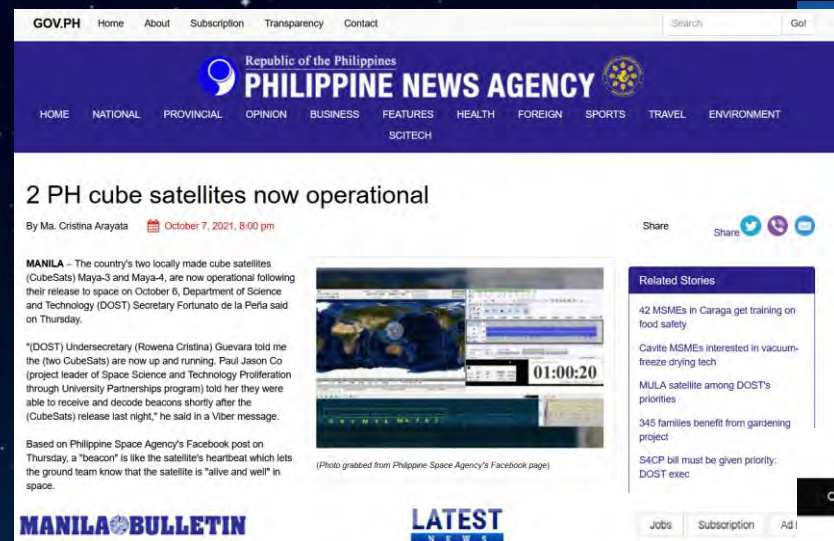 GOV.PH Home About Subscription Transparency Contact Search Go!
Republic of the Philippines
PHILIPPINE NEWS AGENCY
HOME NATIONAL PROVINCIAL OPINION BUSINESS FEATURES HEALTH FOREIGN SPORTS TRAVEL ENVIRONMENT
SCITECH
2 PH cube satellites now operational
By Ma. Cristina Arayata October 7, 2021, 8:00 pm
Share Share
MANILA – The country's two locally made cube satellites
(CubeSats) Maya-3 and Maya-4, are now operational following
their release to space on October 6, Department of Science
and Technology (DOST) Secretary Fortunato de la Peña said
on Thursday.
"(DOST) Undersecretary (Rowena Cristina) Guevara told me
the (two CubeSats) are now up and running. Paul Jason Co
(project leader of Space Science and Technology Proliferation
through University Partnerships program) told her they were
able to receive and decode beacons shortly after the
(CubeSats) release last night," he said in a Viber message.
Based on Philippine Space Agency's Facebook post on
Thursday, a "beacon" is like the satellite's heartbeat which lets
the ground team know that the satellite is "alive and well" in
space.
01:00:20
(Photo grabbed from Philippine Space Agency's Facebook page)
Related Stories
42 MSMEs in Caraga get training on
food safety
Cavite MSMEs interested in vacuum-
freeze drying tech
MULA satellite among DOST's
priorities
345 families benefit from gardening
project
S4CP bill must be given priority:
DOST exec
MANILA BULLETIN
LATEST
NEWS
Jobs Subscription Ad